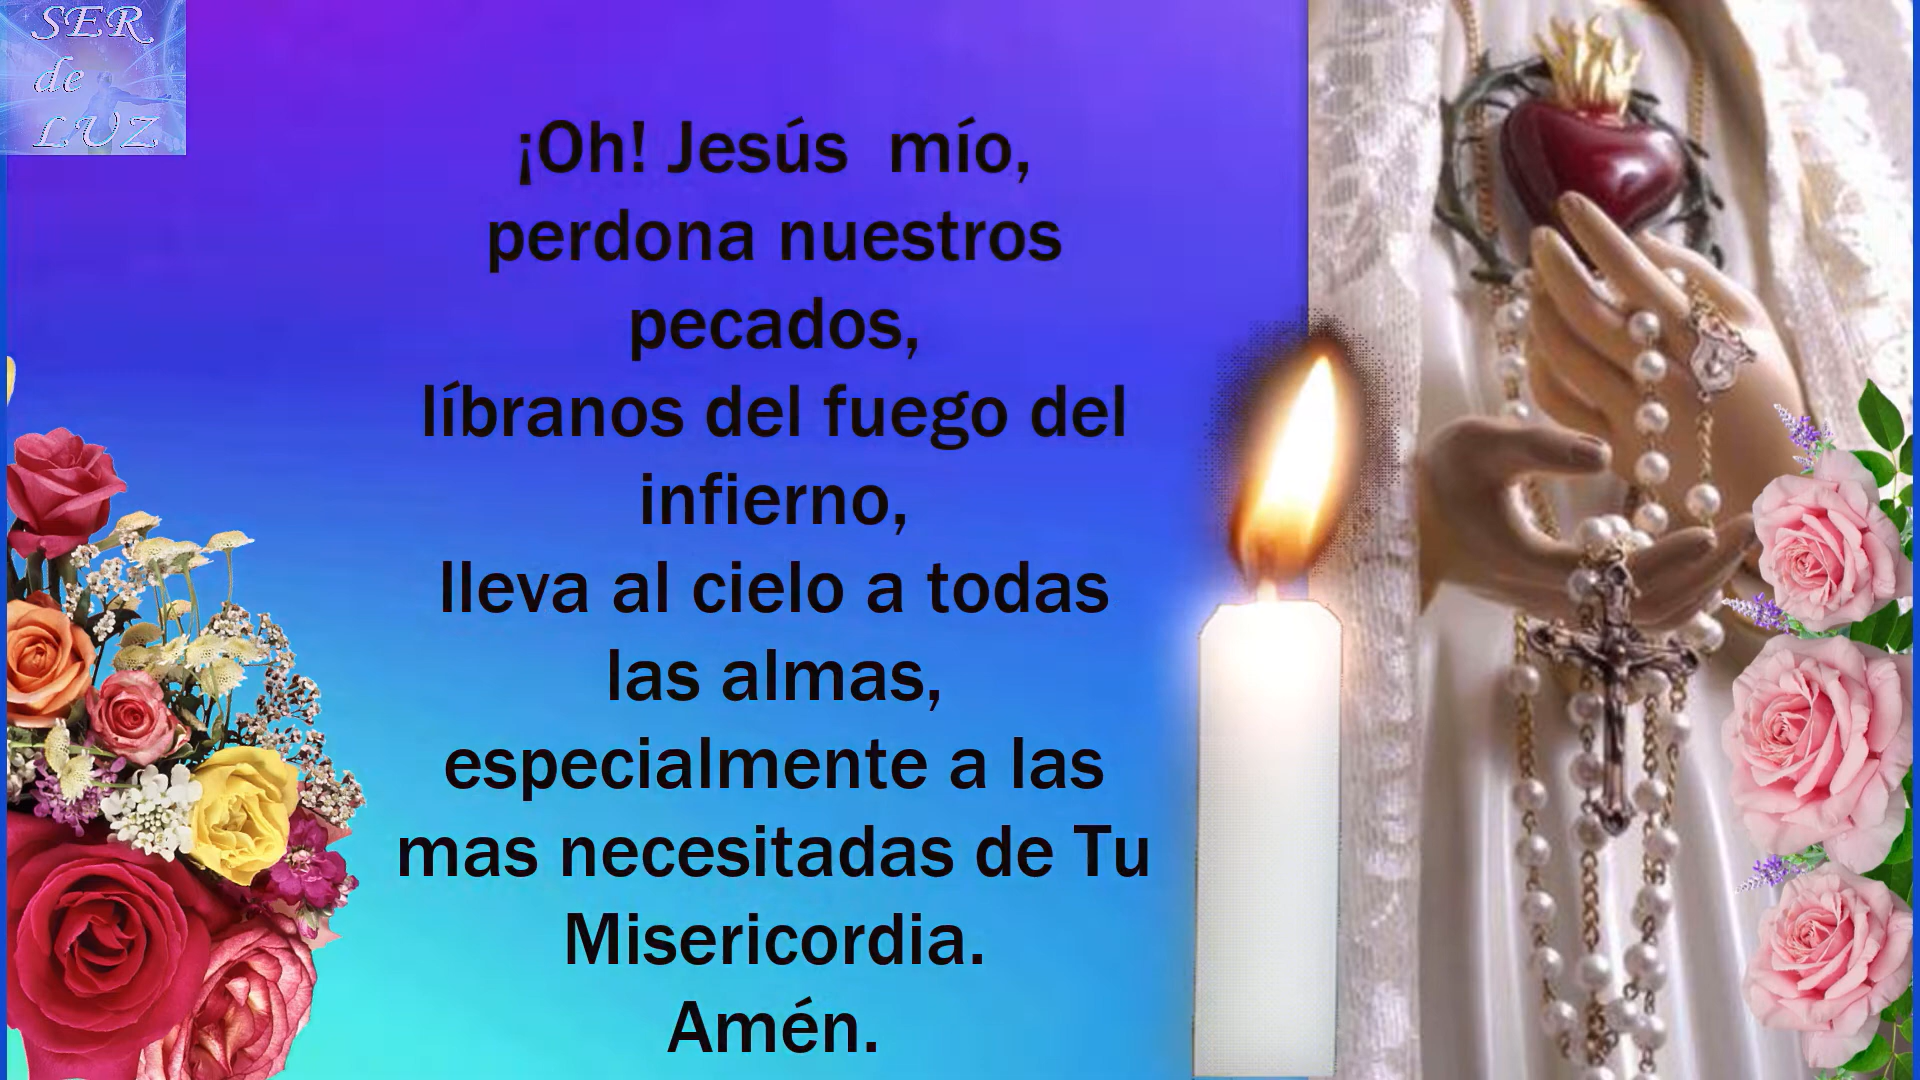 SER
de
LUZ
¡Oh! Jesús mío,
perdona nuestros
pecados,
líbranos del fuego del
infierno,
lleva al cielo a todas
las almas,
especialmente a las
mas necesitadas de Tu
Misericordia.
Amén.